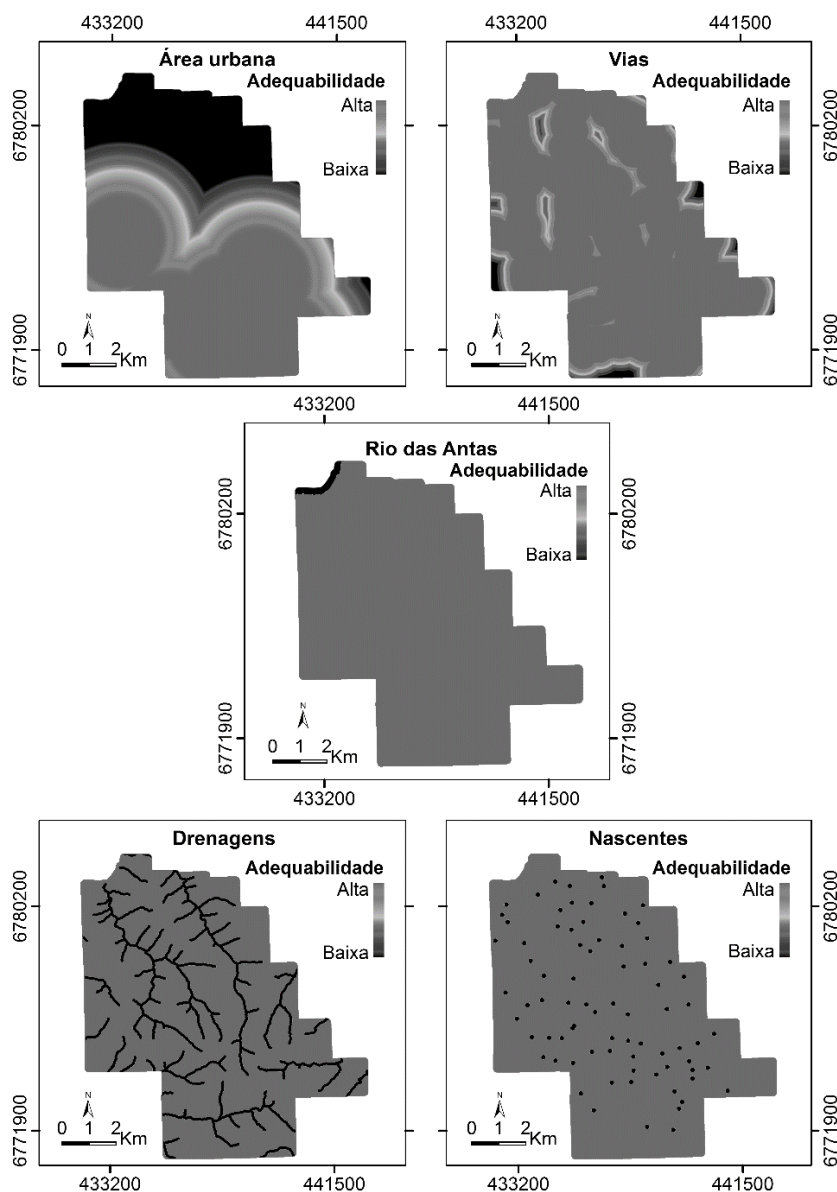 433200 441500
Área urbana
Adequabilidade
Alta
Baixa
6780200
6771900
N
0 1 2 Km
433200 441500
Vias
Adequabilidade
Alta
Baixa
6780200
6771900
N
0 1 2 Km
433200 441500
Rio das Antas
Adequabilidade
Alta
Baixa
6780200
6780200
6771900
6771900
N
0 1 2 Km
433200 441500
Drenagens
Adequabilidade
Alta
Baixa
6780200
6771900
N
0 1 2 Km
433200 441500
Nascentes
Adequabilidade
Alta
Baixa
6780200
6771900
N
0 1 2 Km
433200 441500